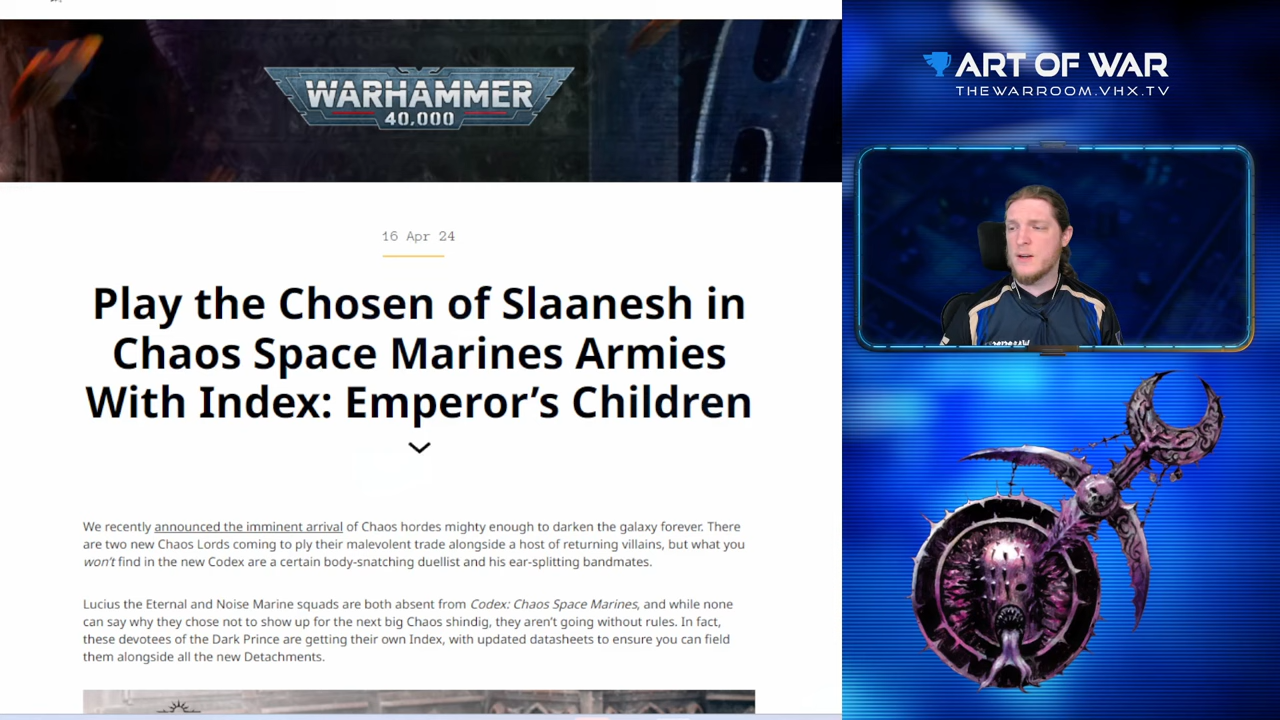 WARHAMMER
40,000
16 Apr 24
Play the Chosen of Slaanesh in
Chaos Space Marines Armies
With Index: Emperor’s Children
We recently announced the imminent arrival of Chaos hordes mighty enough to darken the galaxy forever. There
are two new Chaos Lords coming to ply their malevolent trade alongside a host of returning villains, but what you
won’t find in the new Codex are a certain body-snatching duellist and his ear-splitting bandmates.
Lucius the Eternal and Noise Marine squads are both absent from Codex: Chaos Space Marines, and while none
can say why they chose not to show up for the next big Chaos shindig, they aren’t going without rules. In fact,
these devotees of the Dark Prince are getting their own Index, with updated datasheets to ensure you can field
them alongside all the new Detachments.
ART OF WAR
THEWARROOM.VHX.TV